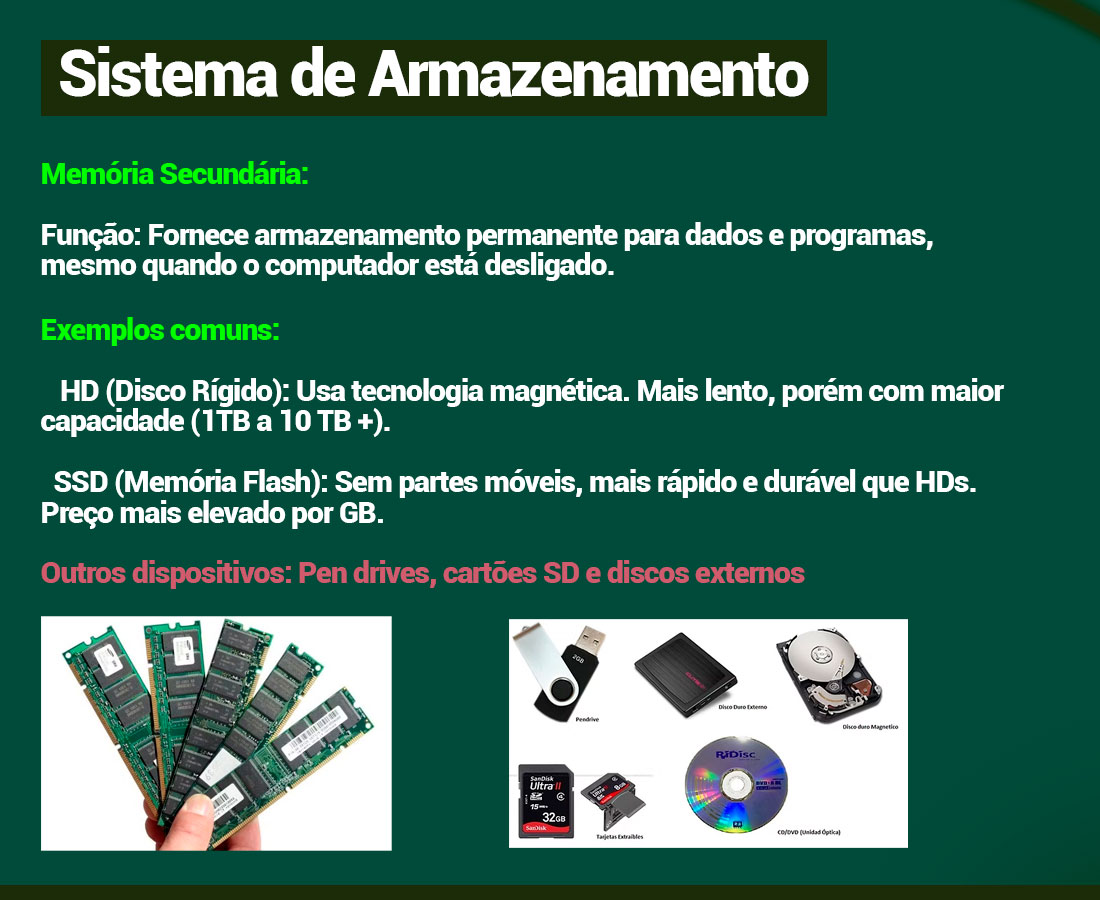 Sistema de Armazenamento
Memória Secundária:
Função: Fornece armazenamento permanente para dados e programas,
mesmo quando o computador está desligado.
Exemplos comuns:
HD (Disco Rígido): Usa tecnologia magnética. Mais lento, porém com maior
capacidade (1TB a 10 TB +).
SSD (Memória Flash): Sem partes móveis, mais rápido e durável que HDs.
Preço mais elevado por GB.
Outros dispositivos: Pen drives, cartões SD e discos externos
2GB
Pendrive
Disco Duro Externo
Disco duro Magnetico
SanDisk
Ultra II
15 MB/s
32GB
SanDisk
8GB
Tarjetas Extraíbles
RiDisc
CD/DVD (Unidad Óptica)